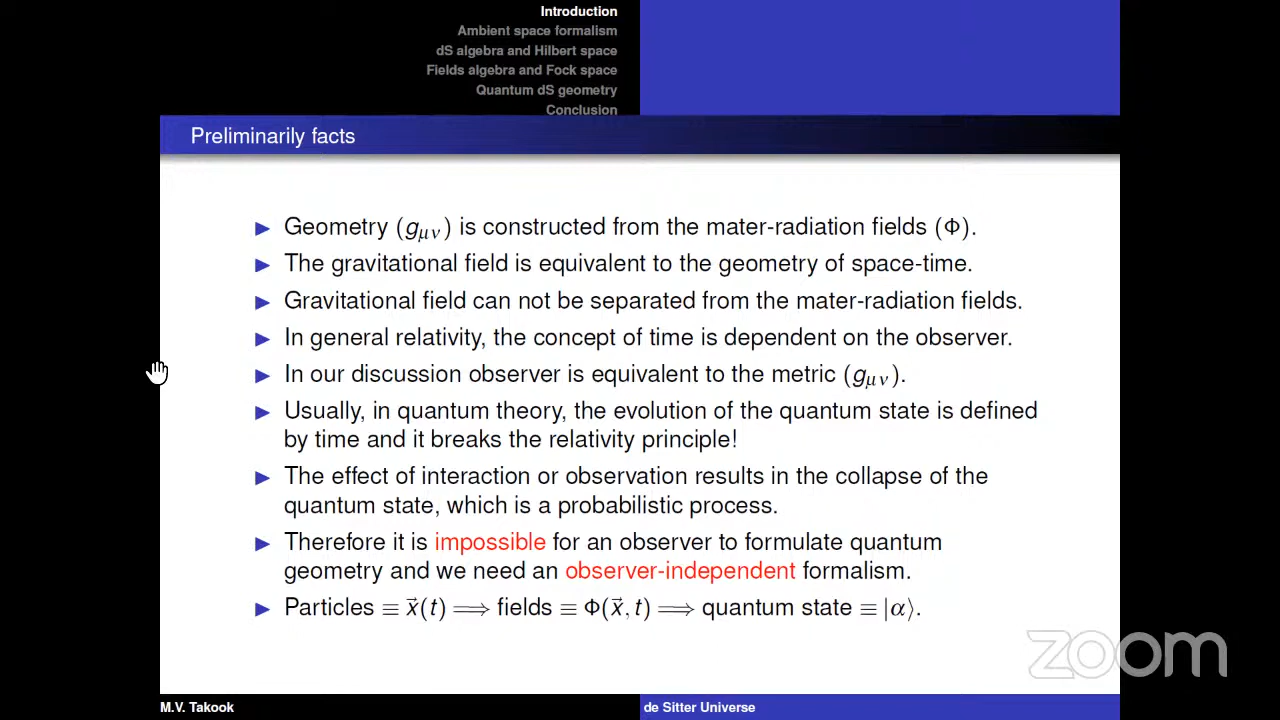 Introduction
Ambient space formalism
dS algebra and Hilbert space
Fields algebra and Fock space
Quantum dS geometry
Conclusion
Preliminarily facts
▶ Geometry (gμν) is constructed from the mater-radiation fields (Φ).
▶ The gravitational field is equivalent to the geometry of space-time.
▶ Gravitational field can not be separated from the mater-radiation fields.
▶ In general relativity, the concept of time is dependent on the observer.
▶ In our discussion observer is equivalent to the metric (gμν).
▶ Usually, in quantum theory, the evolution of the quantum state is defined
by time and it breaks the relativity principle!
▶ The effect of interaction or observation results in the collapse of the
quantum state, which is a probabilistic process.
▶ Therefore it is impossible for an observer to formulate quantum
geometry and we need an observer-independent formalism.
▶ Particles ≡ x⃗(t) ⟹ fields ≡ Φ(x⃗, t) ⟹ quantum state ≡ |α⟩.
zoom
M.V. Takook
de Sitter Universe